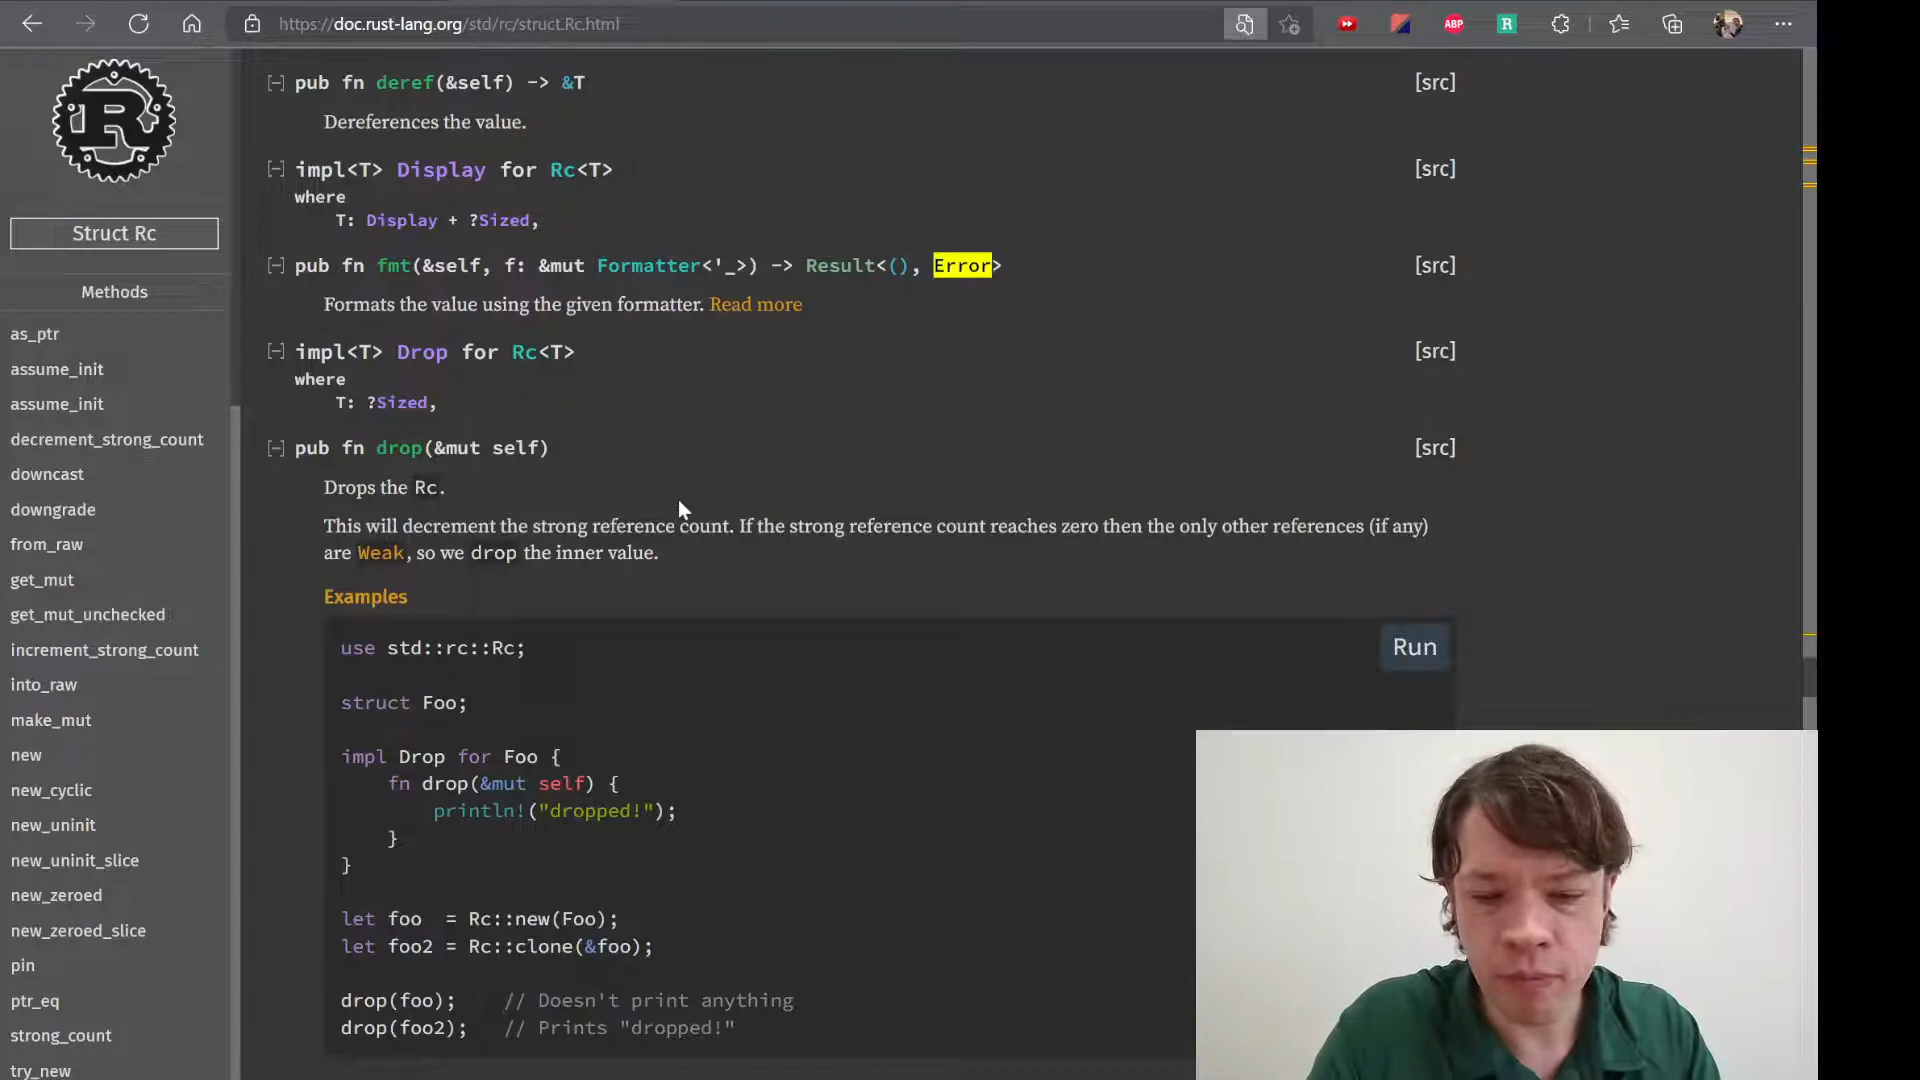 https://doc.rust-lang.org/std/rc/struct.Rc.html
ABP
R
R
Struct Rc
Methods
as_ptr
assume_init
assume_init
decrement_strong_count
downcast
downgrade
from_raw
get_mut
get_mut_unchecked
increment_strong_count
into_raw
make_mut
new
new_cyclic
new_uninit
new_uninit_slice
new_zeroed
new_zeroed_slice
pin
ptr_eq
strong_count
try_new
[-] pub fn deref(&self) -> &T [src]
Dereferences the value.
[-] impl<T> Display for Rc<T> [src]
where
T: Display + ?Sized,
[-] pub fn fmt(&self, f: &mut Formatter<'_>) -> Result<(), Error> [src]
Formats the value using the given formatter. Read more
[-] impl<T> Drop for Rc<T> [src]
where
T: ?Sized,
[-] pub fn drop(&mut self) [src]
Drops the Rc.
This will decrement the strong reference count. If the strong reference count reaches zero then the only other references (if any)
are Weak, so we drop the inner value.
Examples
Run
use std::rc::Rc;
struct Foo;
impl Drop for Foo {
fn drop(&mut self) {
println!("dropped!");
}
}
let foo  = Rc::new(Foo);
let foo2 = Rc::clone(&foo);
drop(foo);    // Doesn't print anything
drop(foo2);   // Prints "dropped!"